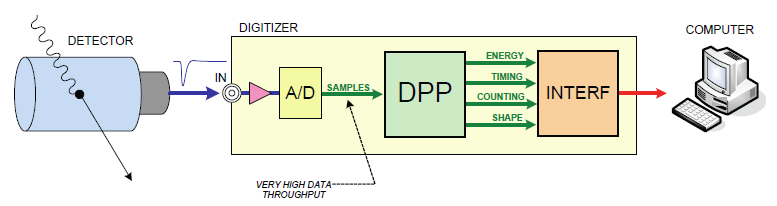 DETECTOR
DIGITIZER
COMPUTER
IN
A/D
SAMPLES
DPP
ENERGY
TIMING
COUNTING
SHAPE
INTERF
VERY HIGH DATA
THROUGHPUT